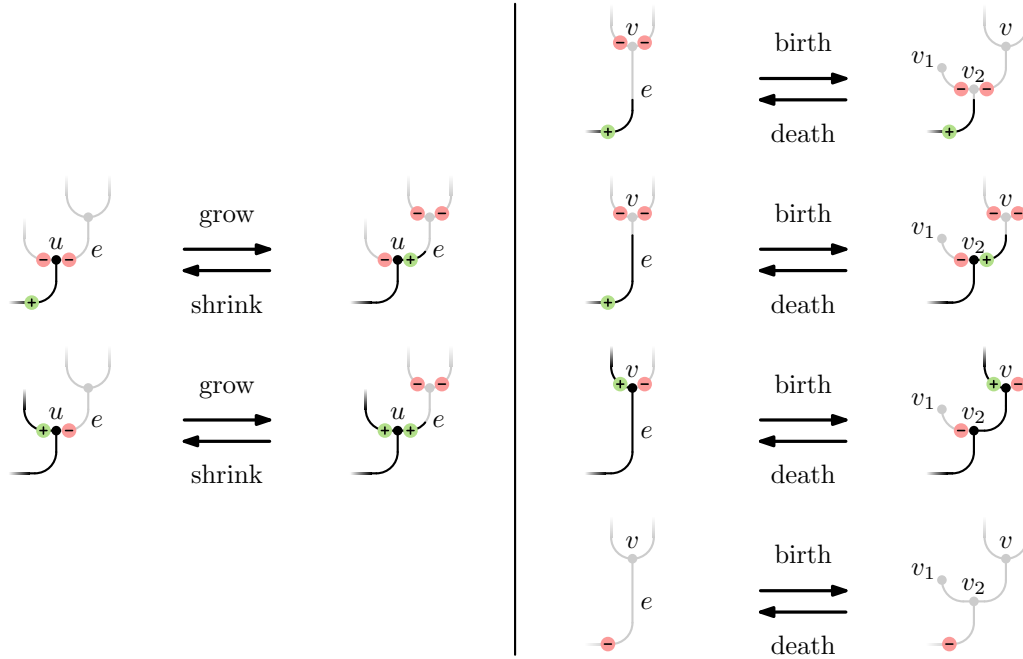 grow
u
− −
e
+
shrink
− −
u
− +
e
grow
u
+ −
e
shrink
− −
u
+ +
e
v
− −
e
+
birth
death
v
v₁
v₂
− −
+
v
− −
e
+
birth
death
v
− −
v₁
v₂
− +
v
+ −
e
birth
death
v
+ −
v₁
v₂
−
v
e
−
birth
death
v
v₁
v₂
−